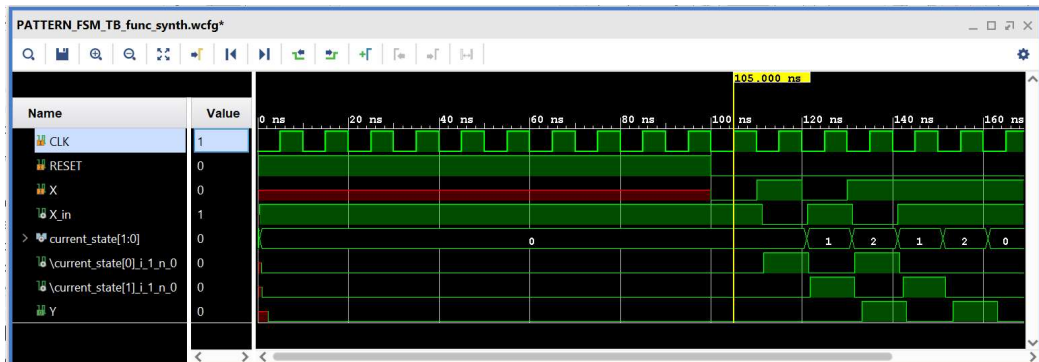 PATTERN_FSM_TB_func_synth.wcfg*
105.000 ns
Name Value
0 ns 20 ns 40 ns 60 ns 80 ns 100 ns 120 ns 140 ns 160 ns
CLK 1
RESET 0
X 0
X_in 1
current_state[1:0] 0 0 1 2 1 2 0
\current_state[0]_i_1_n_0 0
\current_state[1]_i_1_n_0 0
Y 0